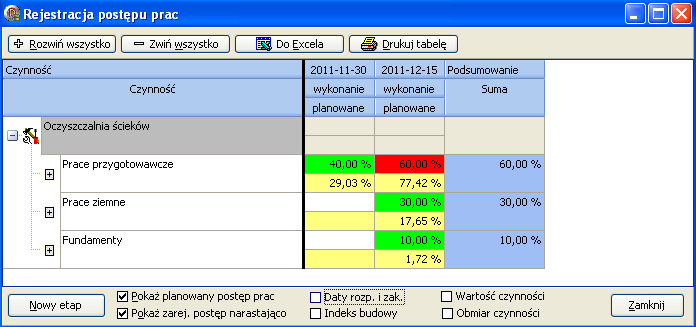 Rejestracja postępu prac
Rozwiń wszystko Zwiń wszystko Do Excela Drukuj tabelę
Czynność 2011-11-30 2011-12-15 Podsumowanie
Czynność wykonanie wykonanie Suma
planowane planowane
Oczyszczalnia ścieków
Prace przygotowawcze 40,00 % 60,00 % 60,00 %
29,03 % 77,42 %
Prace ziemne 30,00 % 30,00 %
17,65 %
Fundamenty 10,00 % 10,00 %
1,72 %
Nowy etap Pokaż planowany postęp prac Daty rozp. i zak. Wartość czynności Zamknij
Pokaż zarej. postęp narastająco Indeks budowy Obmiar czynności